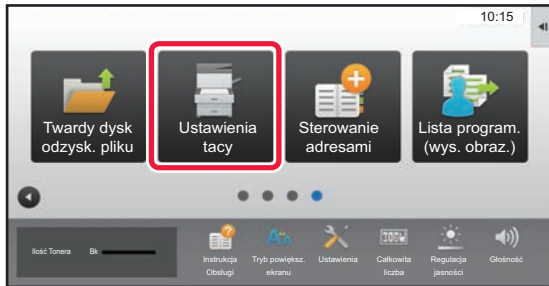 10:15
Twardy dysk
odzysk. pliku
Ustawienia
tacy
Sterowanie
adresami
Lista program.
(wys. obraz.)
Ilość Tonera
Bk
Instrukcja
Obsługi
Tryb powiększ.
ekranu
Ustawienia
Całkowita
liczba
Regulacja
jasności
Głośność